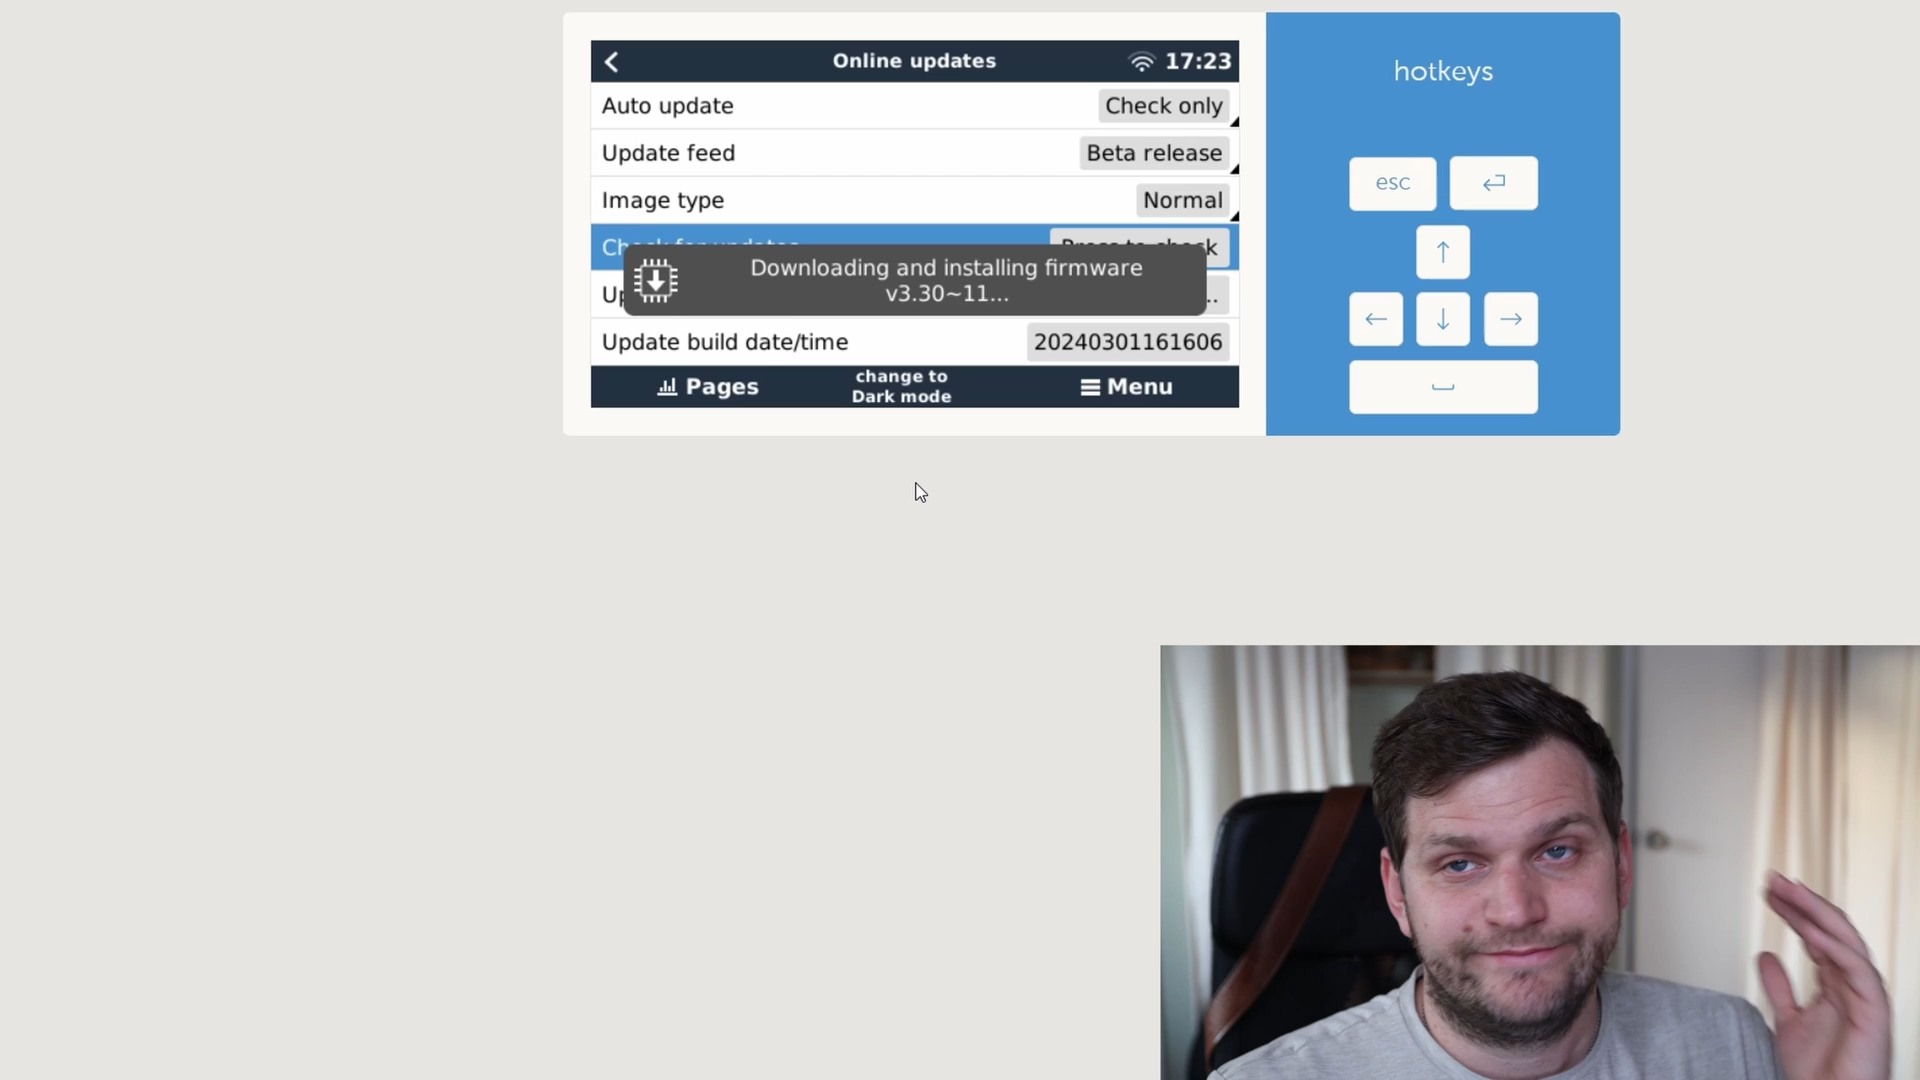 Online updates
17:23
Auto update
Check only
Update feed
Beta release
Image type
Normal
Downloading and installing firmware
v3.30~11...
Update build date/time
20240301161606
Pages
change to
Dark mode
Menu
hotkeys
esc